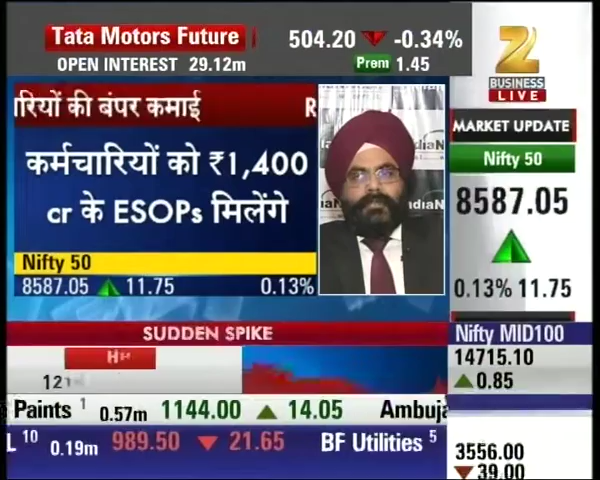 Tata Motors Future 504.20 -0.34%
OPEN INTEREST 29.12m Prem 1.45
Z
BUSINESS
LIVE
रियों की बंपर कमाई R
कर्मचारियों को ₹1,400
cr के ESOPs मिलेंगे
Nifty 50
8587.05 11.75 0.13%
MARKET UPDATE
Nifty 50
8587.05
0.13% 11.75
SUDDEN SPIKE
Nifty MID100
14715.10
0.85
Paints 1 0.57m 1144.00 14.05 Ambuja
L 10 0.19m 989.50 21.65 BF Utilities 5
3556.00
39.00